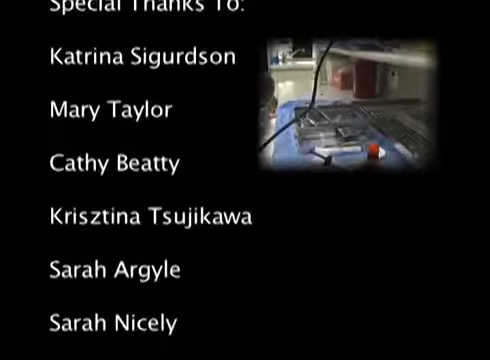 Special Thanks To:
Katrina Sigurdson
Mary Taylor
Cathy Beatty
Krisztina Tsujikawa
Sarah Argyle
Sarah Nicely